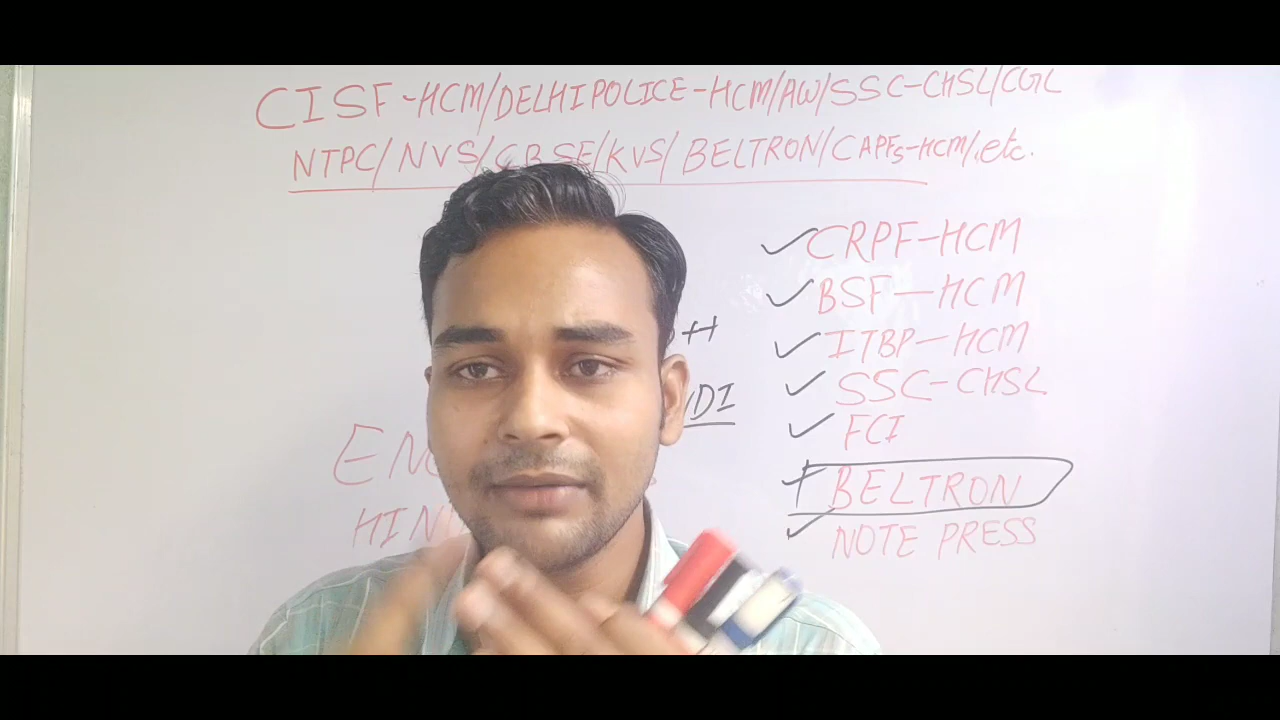 CISF-HCM/DELHI POLICE-HCM/AW/SSC-CHSL/CGL
NTPC/NVS/CBSE/KVS/BELTRON/CAPFs-HCM/.etc.
CRPF-HCM
BSF-HCM
ITBP-HCM
SSC-CHSL
FCI
BELTRON
NOTE PRESS